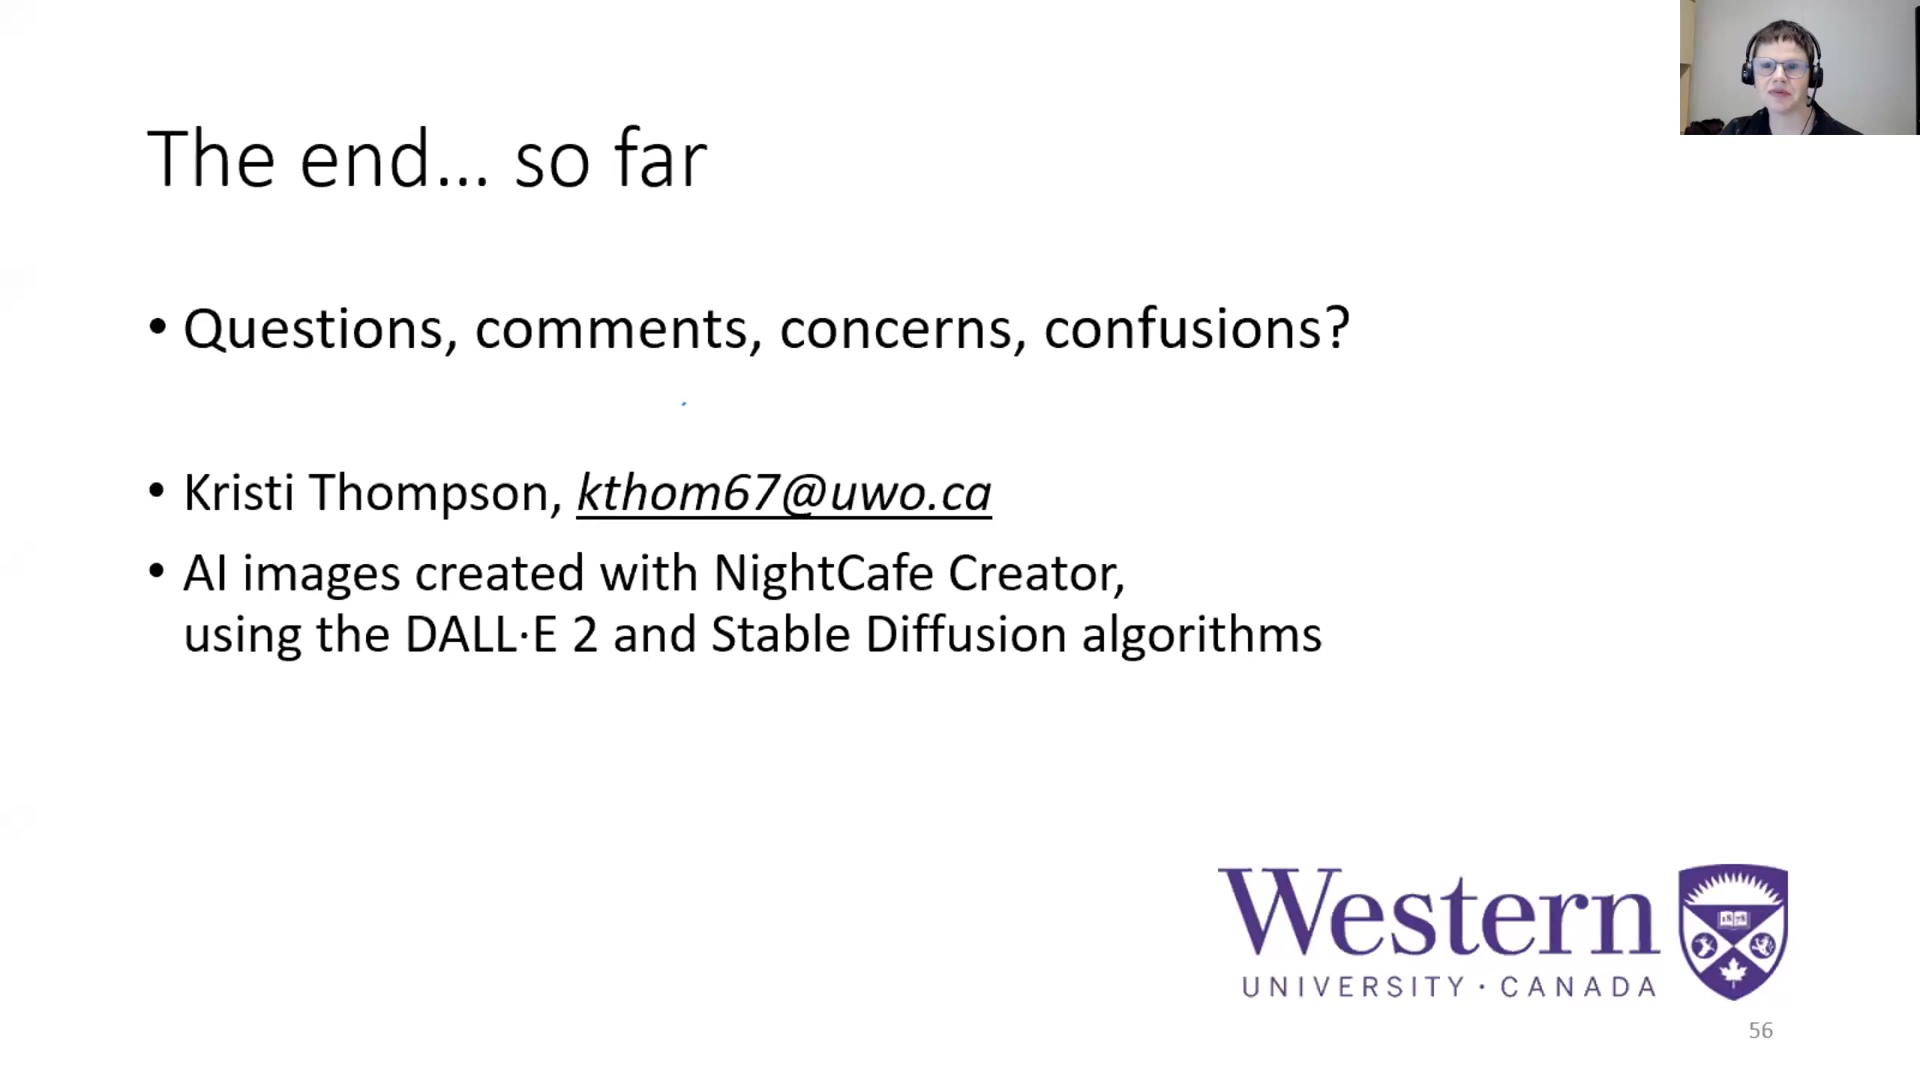 The end... so far
• Questions, comments, concerns, confusions?
• Kristi Thompson, kthom67@uwo.ca
• AI images created with NightCafe Creator,
using the DALL·E 2 and Stable Diffusion algorithms
Western
UNIVERSITY · CANADA
1878
56